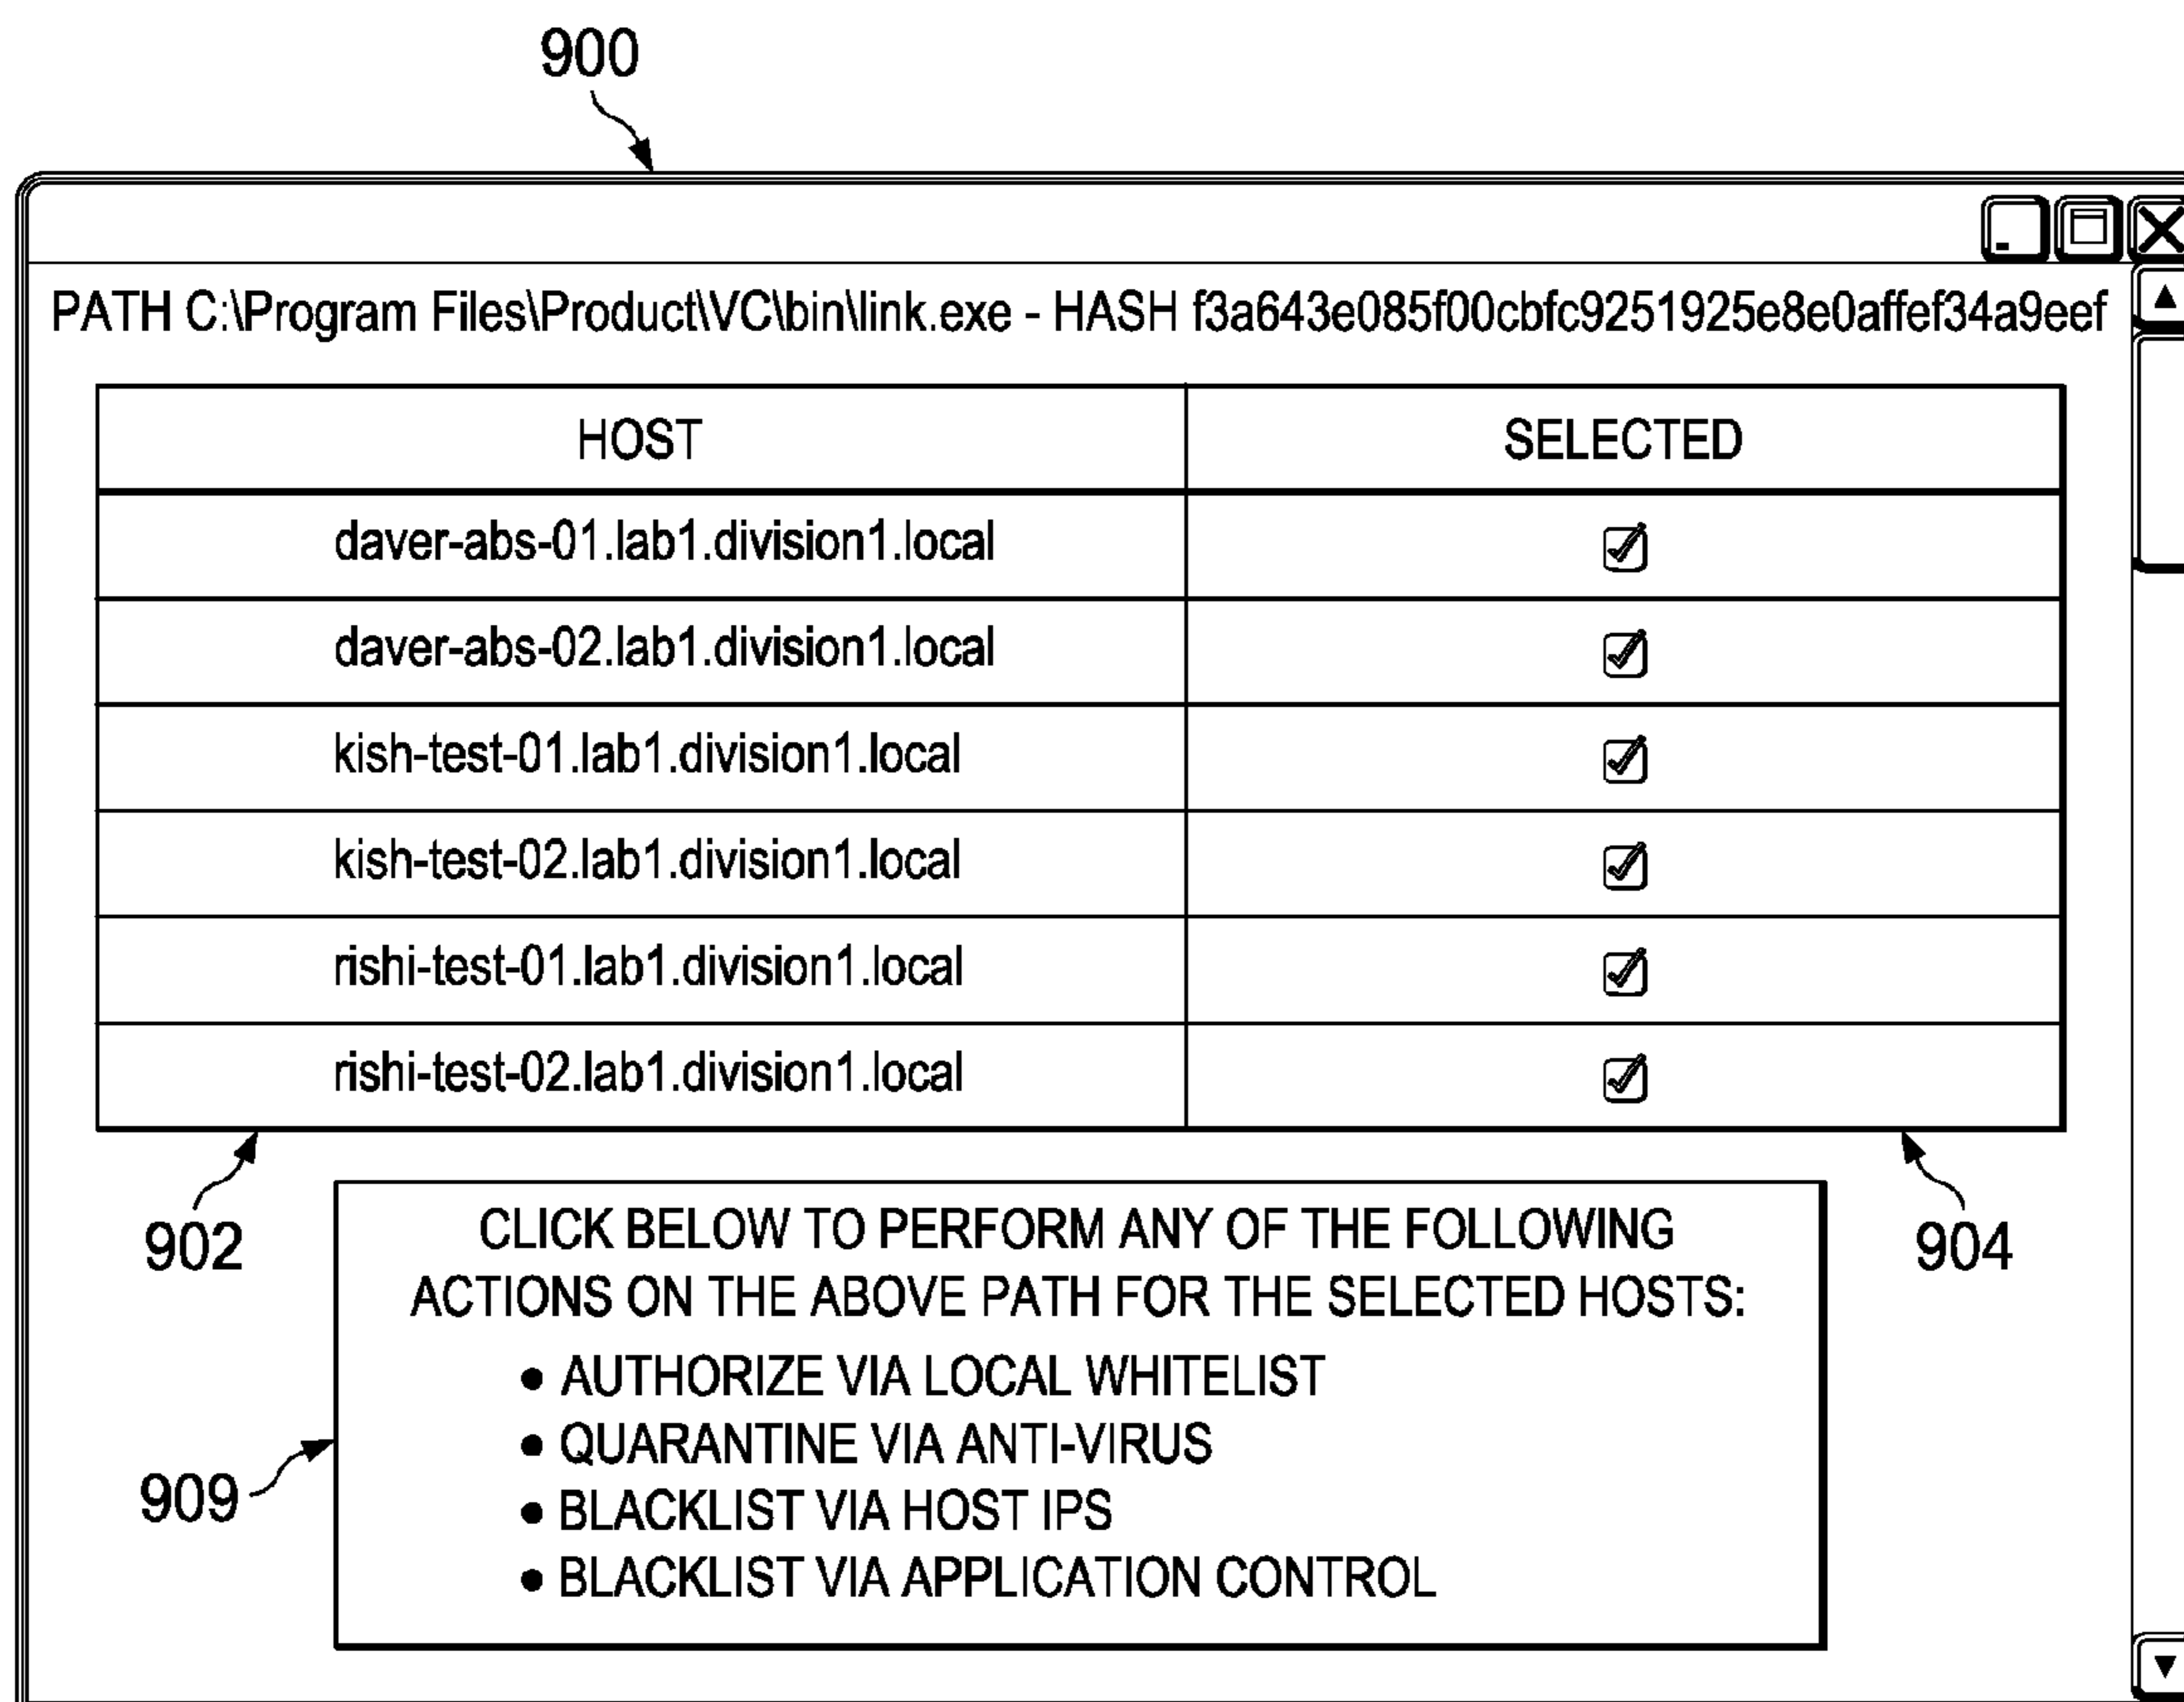 900
PATH C:\Program Files\Product\VC\bin\link.exe - HASH f3a643e085f00cbfc9251925e8e0affef34a9eef
HOST SELECTED
daver-abs-01.lab1.division1.local
daver-abs-02.lab1.division1.local
kish-test-01.lab1.division1.local
kish-test-02.lab1.division1.local
rishi-test-01.lab1.division1.local
rishi-test-02.lab1.division1.local
902 904
CLICK BELOW TO PERFORM ANY OF THE FOLLOWING
ACTIONS ON THE ABOVE PATH FOR THE SELECTED HOSTS:
• AUTHORIZE VIA LOCAL WHITELIST
• QUARANTINE VIA ANTI-VIRUS
• BLACKLIST VIA HOST IPS
• BLACKLIST VIA APPLICATION CONTROL
909